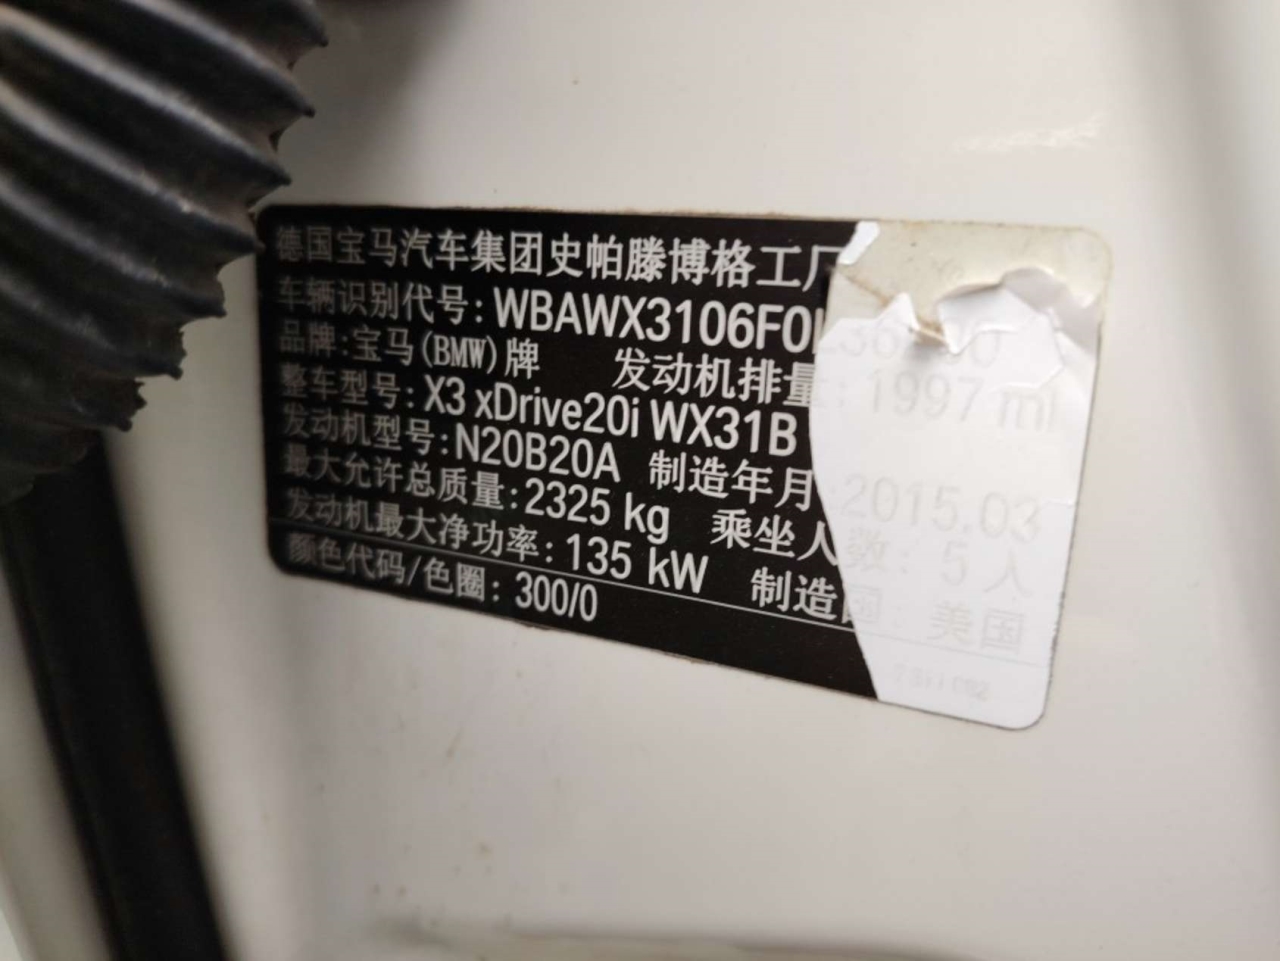 德国宝马汽车集团史帕滕博格工厂
车辆识别代号: WBAWX3106F0
品牌: 宝马(BMW)牌 发动机排量: 1997 ml
整车型号: X3 xDrive20i WX31B
发动机型号: N20B20A 制造年月 2015.03
最大允许总质量: 2325 kg 乘坐人数: 5 人
发动机最大净功率: 135 kW 制造国: 美国
颜色代码/色圈: 300/0